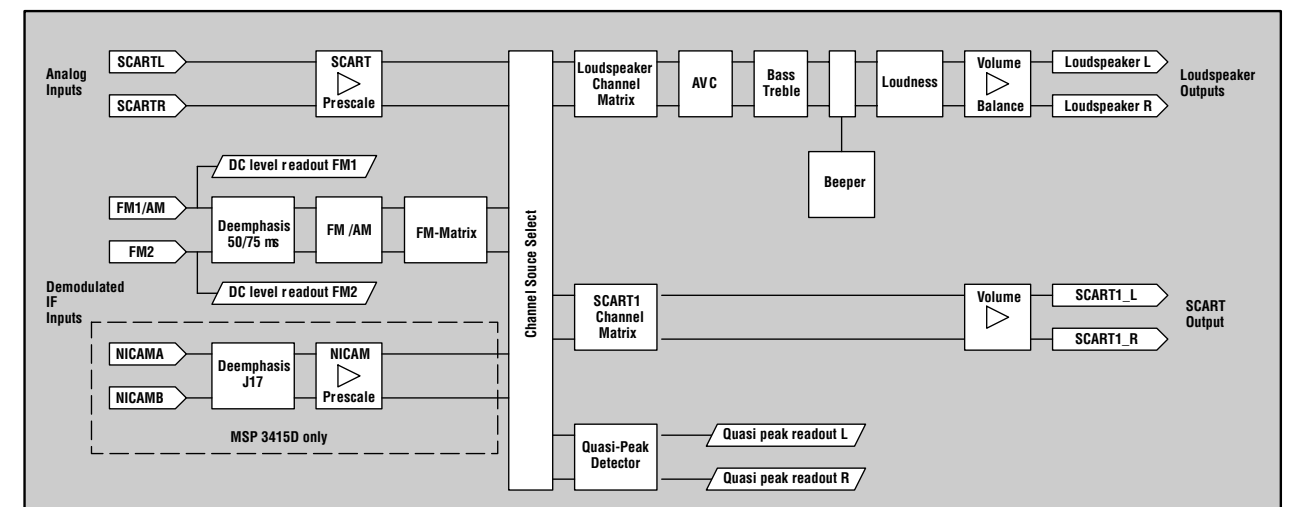 Analog
Inputs
SCARTL
SCARTR
SCART
Prescale
DC level readout FM1
FM1/AM
FM2
Deemphasis
50/75 ms
FM /AM
FM-Matrix
DC level readout FM2
Demodulated
IF
Inputs
NICAMA
NICAMB
Deemphasis
J17
NICAM
Prescale
MSP 3415D only
Channel Souce Select
Loudspeaker
Channel
Matrix
AVC
Bass
Treble
Beeper
Loudness
Volume
Balance
Loudspeaker L
Loudspeaker R
Loudspeaker
Outputs
SCART1
Channel
Matrix
Volume
SCART1_L
SCART1_R
SCART
Output
Quasi-Peak
Detector
Quasi peak readout L
Quasi peak readout R